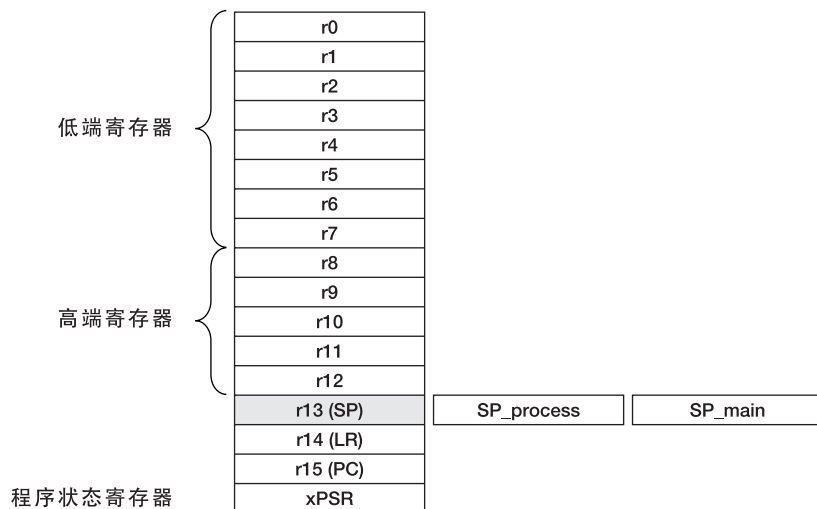 r0
r1
r2
低端寄存器
r3
r4
r5
r6
r7
r8
r9
高端寄存器
r10
r11
r12
r13 (SP)
SP_process
SP_main
r14 (LR)
r15 (PC)
程序状态寄存器
xPSR